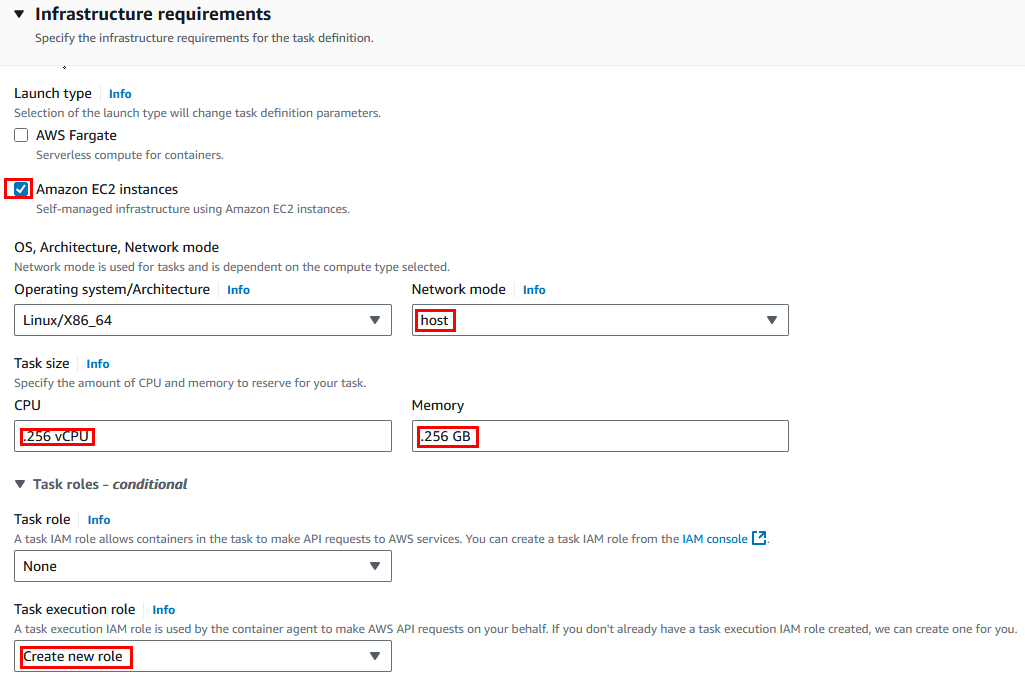 Infrastructure requirements
Specify the infrastructure requirements for the task definition.
Launch type Info
Selection of the launch type will change task definition parameters.
AWS Fargate
Serverless compute for containers.
Amazon EC2 instances
Self-managed infrastructure using Amazon EC2 instances.
OS, Architecture, Network mode
Network mode is used for tasks and is dependent on the compute type selected.
Operating system/Architecture Info
Network mode Info
Linux/X86_64
host
Task size Info
Specify the amount of CPU and memory to reserve for your task.
CPU
Memory
.256 vCPU
.256 GB
Task roles - conditional
Task role Info
A task IAM role allows containers in the task to make API requests to AWS services. You can create a task IAM role from the IAM console.
None
Task execution role Info
A task execution IAM role is used by the container agent to make AWS API requests on your behalf. If you don't already have a task execution IAM role created, we can create one for you.
Create new role